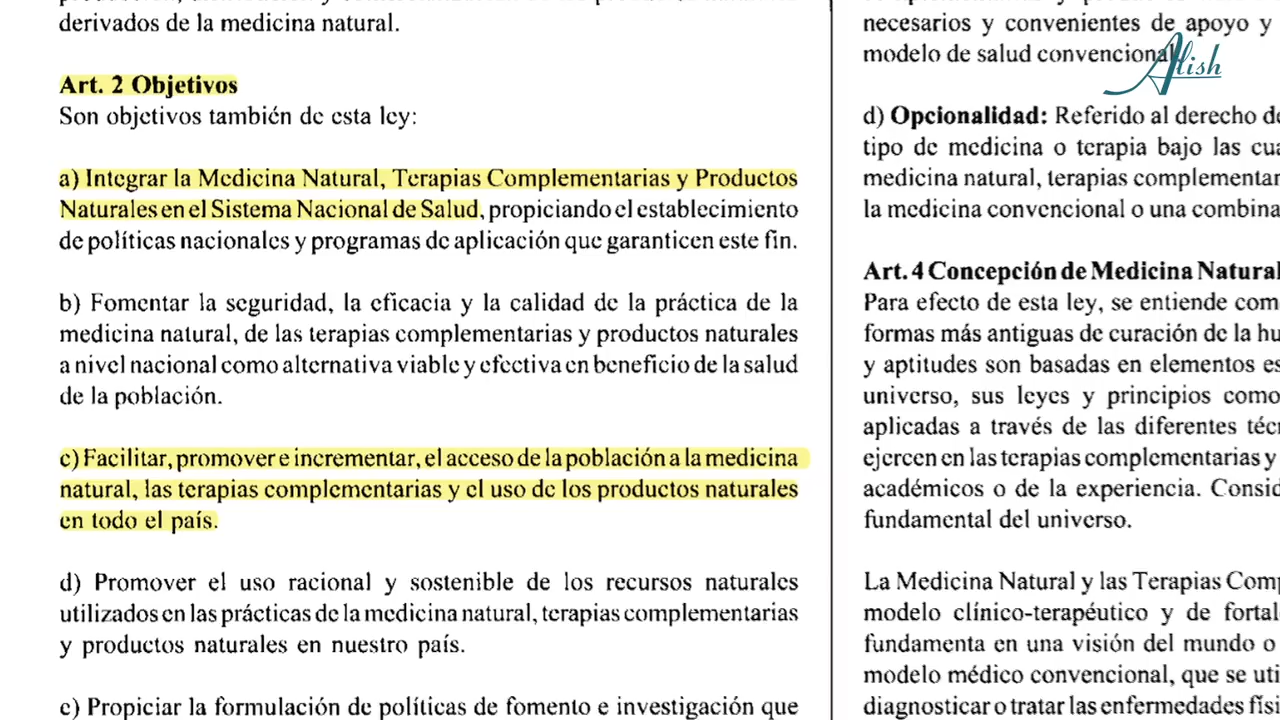 derivados de la medicina natural.
Art. 2 Objetivos
Son objetivos también de esta ley:
a) Integrar la Medicina Natural, Terapias Complementarias y Productos
Naturales en el Sistema Nacional de Salud, propiciando el establecimiento
de políticas nacionales y programas de aplicación que garanticen este fin.
b) Fomentar la seguridad, la eficacia y la calidad de la práctica de la
medicina natural, de las terapias complementarias y productos naturales
a nivel nacional como alternativa viable y efectiva en beneficio de la salud
de la población.
c) Facilitar, promover e incrementar, el acceso de la población a la medicina
natural, las terapias complementarias y el uso de los productos naturales
en todo el país.
d) Promover el uso racional y sostenible de los recursos naturales
utilizados en las prácticas de la medicina natural, terapias complementarias
y productos naturales en nuestro país.
e) Propiciar la formulación de políticas de fomento e investigación que
necesarios y convenientes de apoyo y
modelo de salud convencional
Alish
d) Opcionalidad: Referido al derecho de
tipo de medicina o terapia bajo las cua
medicina natural, terapias complementar
la medicina convencional o una combina
Art. 4 Concepción de Medicina Natural
Para efecto de esta ley, se entiende com
formas más antiguas de curación de la hu
y aptitudes son basadas en elementos es
universo, sus leyes y principios como
aplicadas a través de las diferentes téc
ejercen en las terapias complementarias y
académicos o de la experiencia. Consid
fundamental del universo.
La Medicina Natural y las Terapias Comp
modelo clínico-terapéutico y de fortal
fundamenta en una visión del mundo o
modelo médico convencional, que se uti
diagnosticar o tratar las enfermedades físi